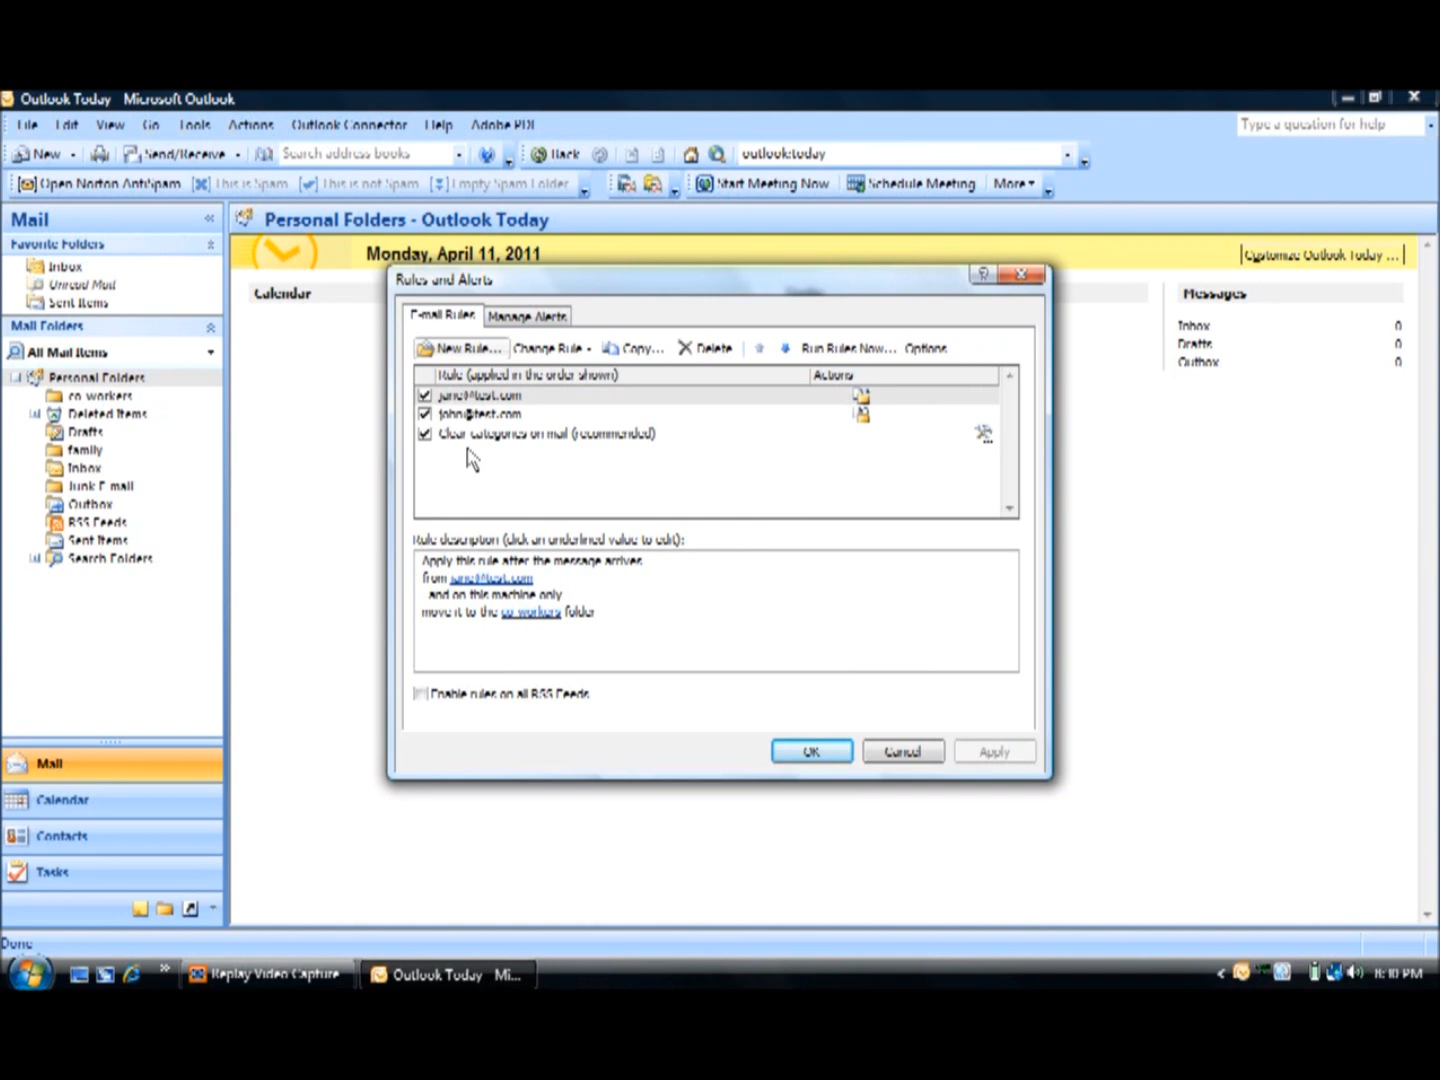 Outlook Today   Microsoft Outlook
File Edit View Go Tools Actions Outlook Connector Help Adobe PDF Type a question for help
New Send/Receive Search address books Back outlook:today
Open Norton AntiSpam This is Spam This is not Spam Empty Spam Folder Start Meeting Now Schedule Meeting More
Mail «
Personal Folders - Outlook Today
Favorite Folders
Inbox
Unread Mail
Sent Items
Mail Folders
All Mail Items
Personal Folders
co workers
Deleted Items
Drafts
family
Inbox
Junk E mail
Outbox
RSS Feeds
Sent Items
Search Folders
Mail
Calendar
Contacts
Tasks
Monday, April 11, 2011
Customize Outlook Today ...
Calendar
Messages
Inbox 0
Drafts 0
Outbox 0
Rules and Alerts
E-mail Rules Manage Alerts
New Rule... Change Rule Copy... Delete Run Rules Now... Options
Rule (applied in the order shown) Actions
jane@test.com
john@test.com
Clear categories on mail (recommended)
Rule description (click an underlined value to edit):
Apply this rule after the message arrives
from jane@test.com
and on this machine only
move it to the co workers folder
Enable rules on all RSS Feeds
OK Cancel Apply
Done
» Replay Video Capture Outlook Today   Mi... < PM